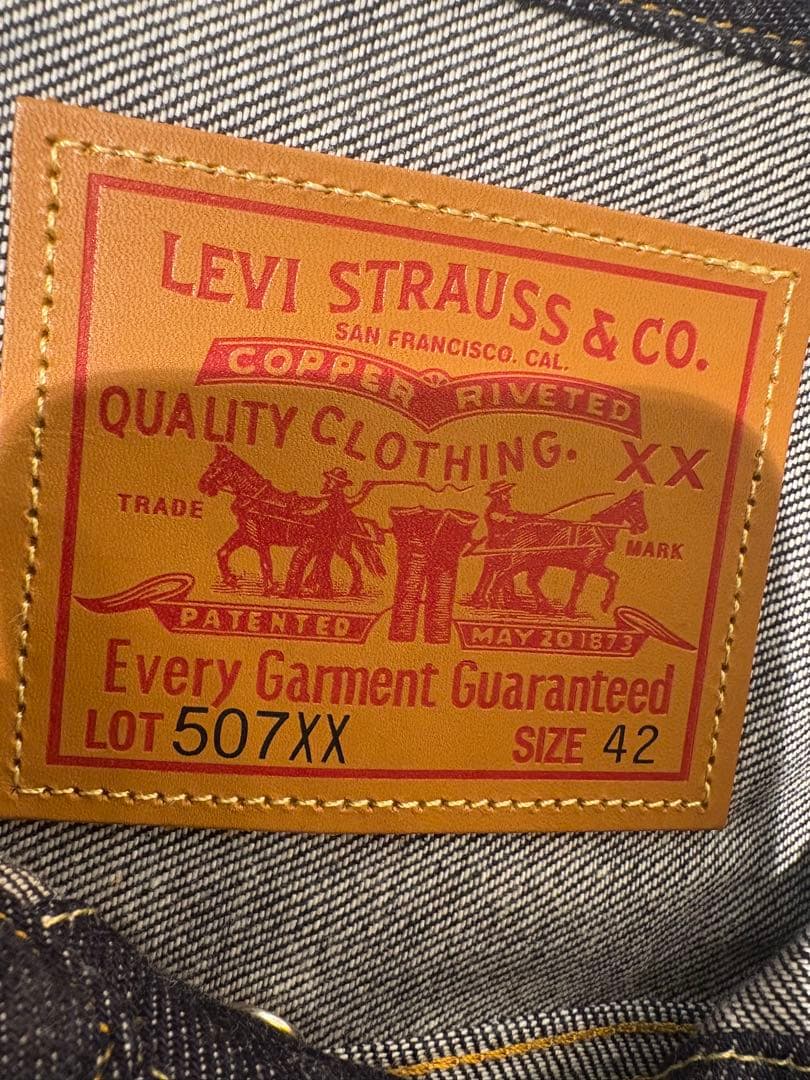 LEVI STRAUSS & CO.
SAN FRANCISCO. CAL.
COPPER RIVETED
QUALITY CLOTHING. XX
TRADE MARK
PATENTED MAY 20 1873
Every Garment Guaranteed
LOT 507XX SIZE 42